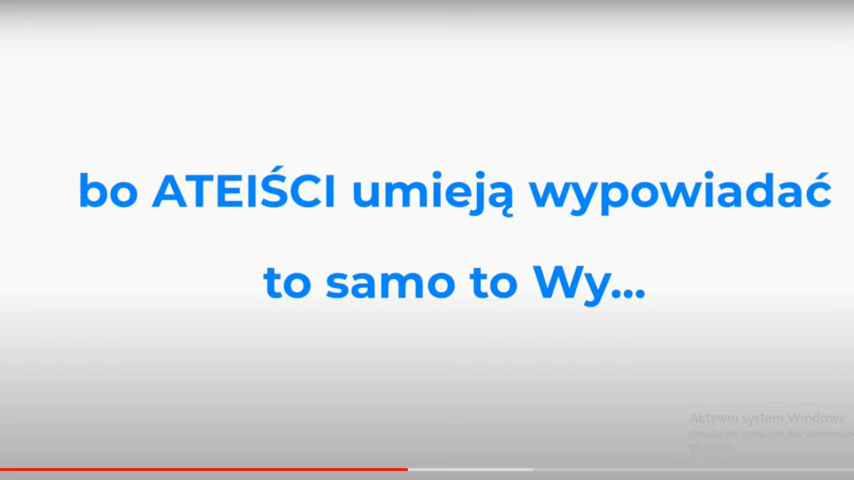 bo ATEIŚCI umieją wypowiadać
to samo to Wy...
Aktywuj system Windows